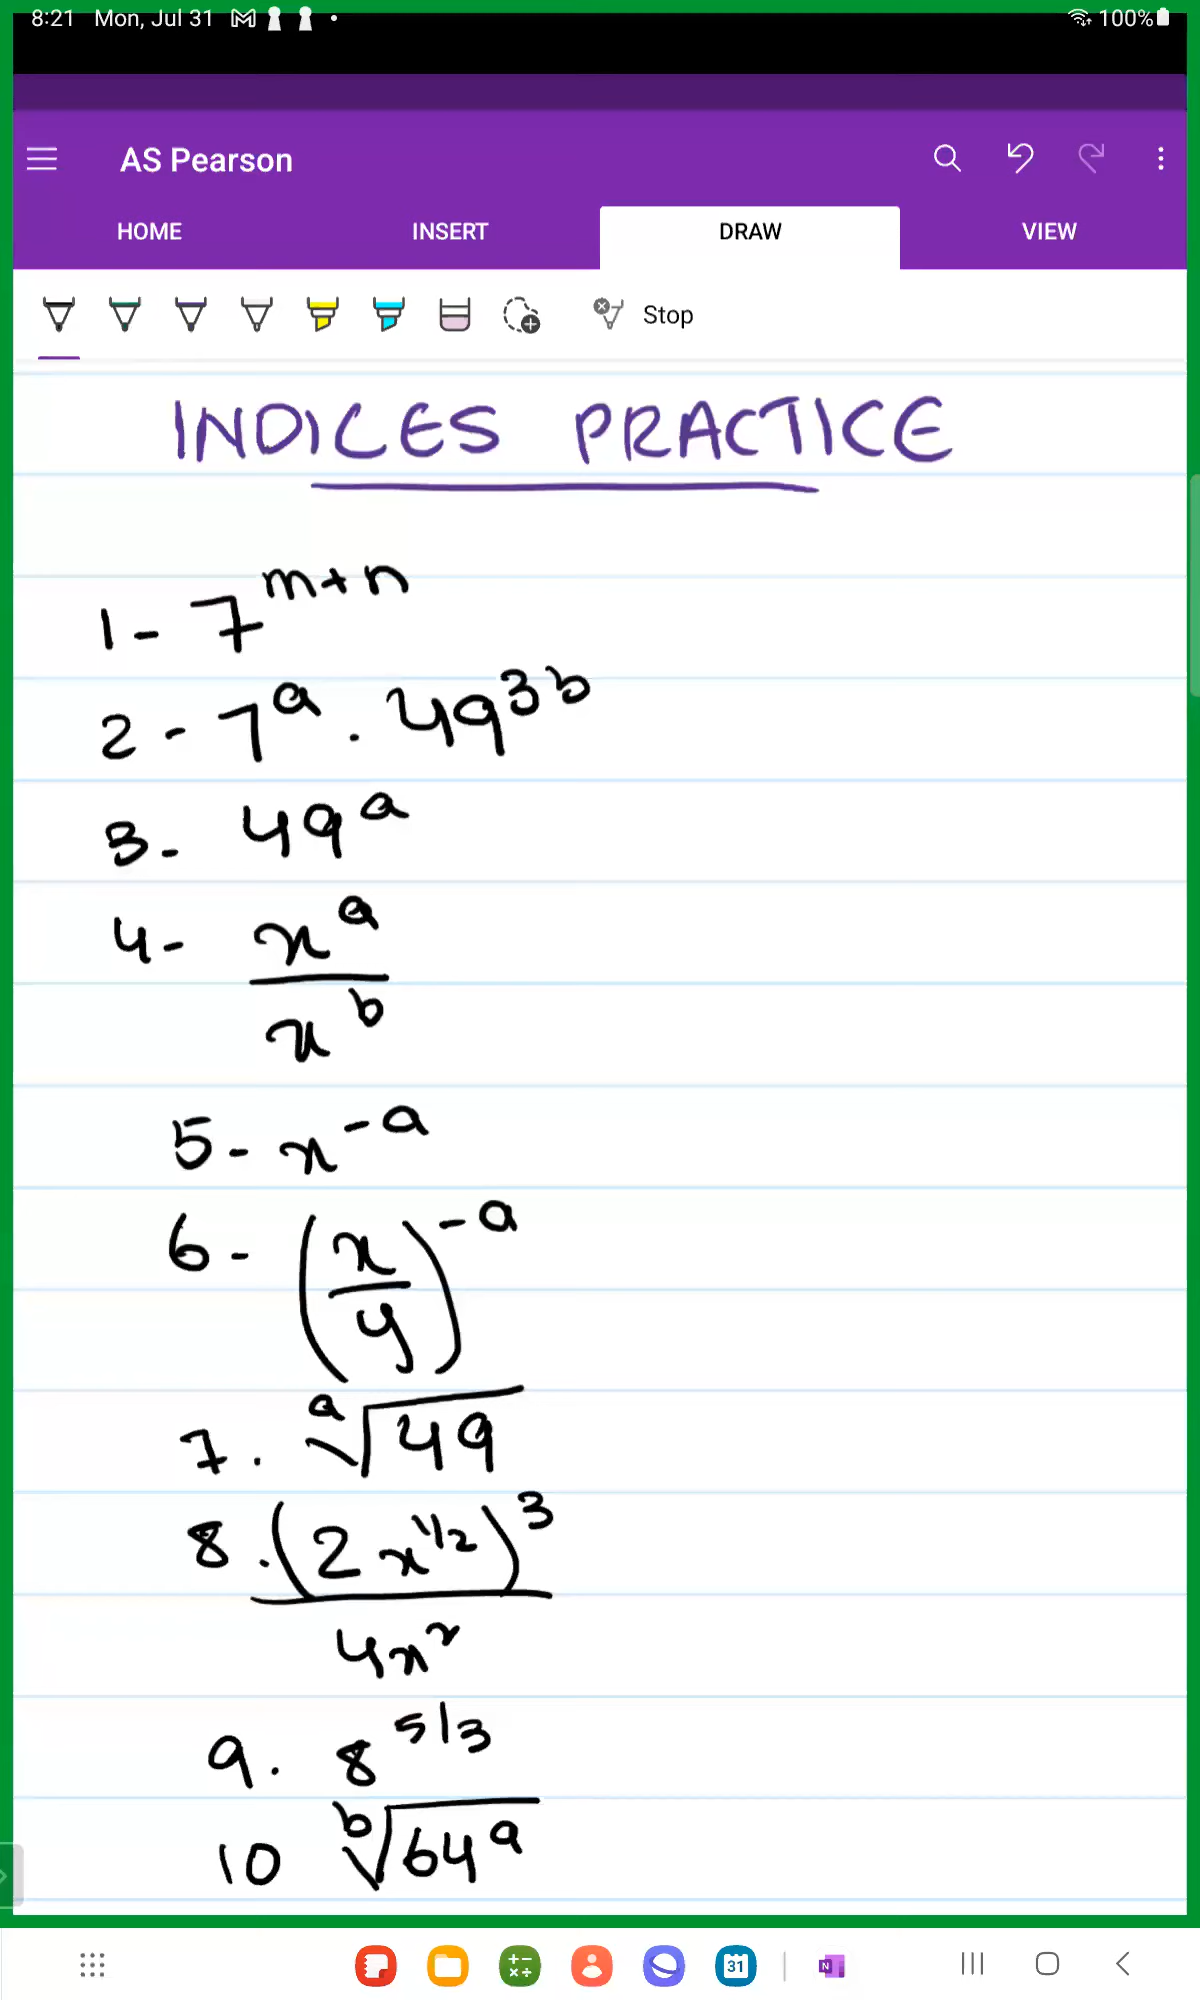 8:21 Mon, Jul 31 100%
AS Pearson
HOME INSERT DRAW VIEW
Stop
INDICES PRACTICE
1 - 7^{m+n}
2 - 7^a . 49^{3b}
3 - 49^a
4 - x^a / x^b
5 - x^{-a}
6 - (x/y)^{-a}
7. ᵃ√49
8. (2x^{1/2})^3 / 4x^2
9. 8^{5/3}
10 ᵇ√64^a
31 N